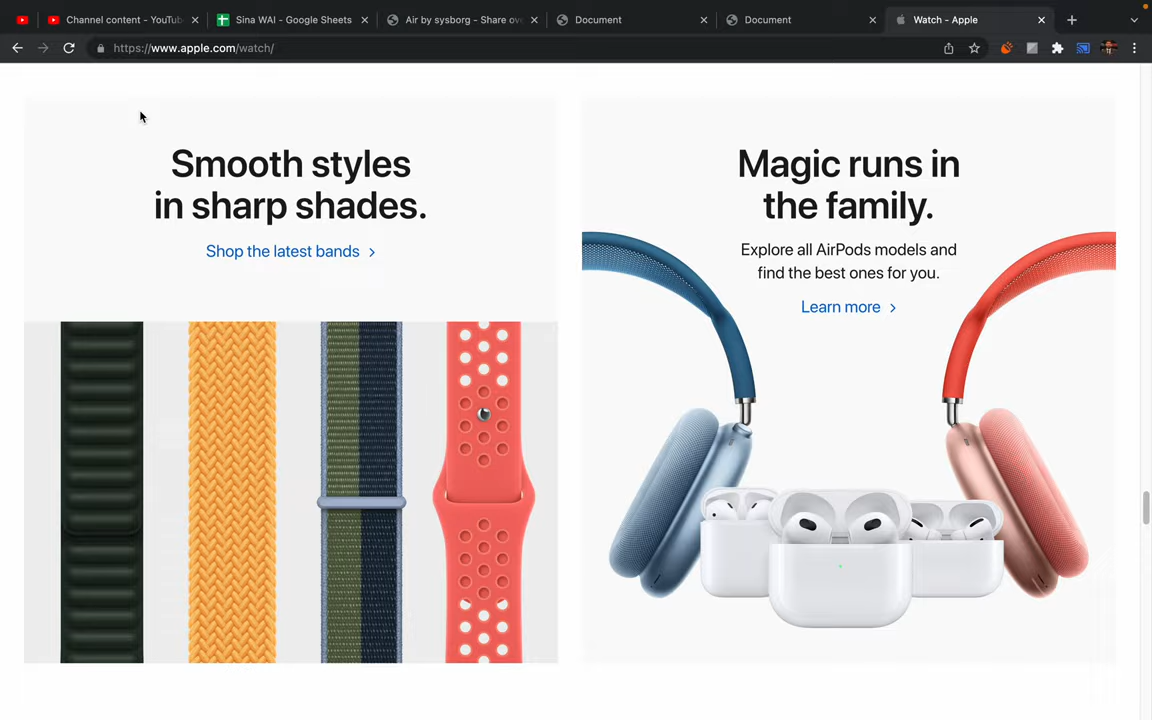 Channel content - YouTub
Sina WAI - Google Sheets
Air by sysborg - Share ov
Document
Document
Watch - Apple
https://www.apple.com/watch/
Smooth styles
in sharp shades.
Shop the latest bands >
Magic runs in
the family.
Explore all AirPods models and
find the best ones for you.
Learn more >